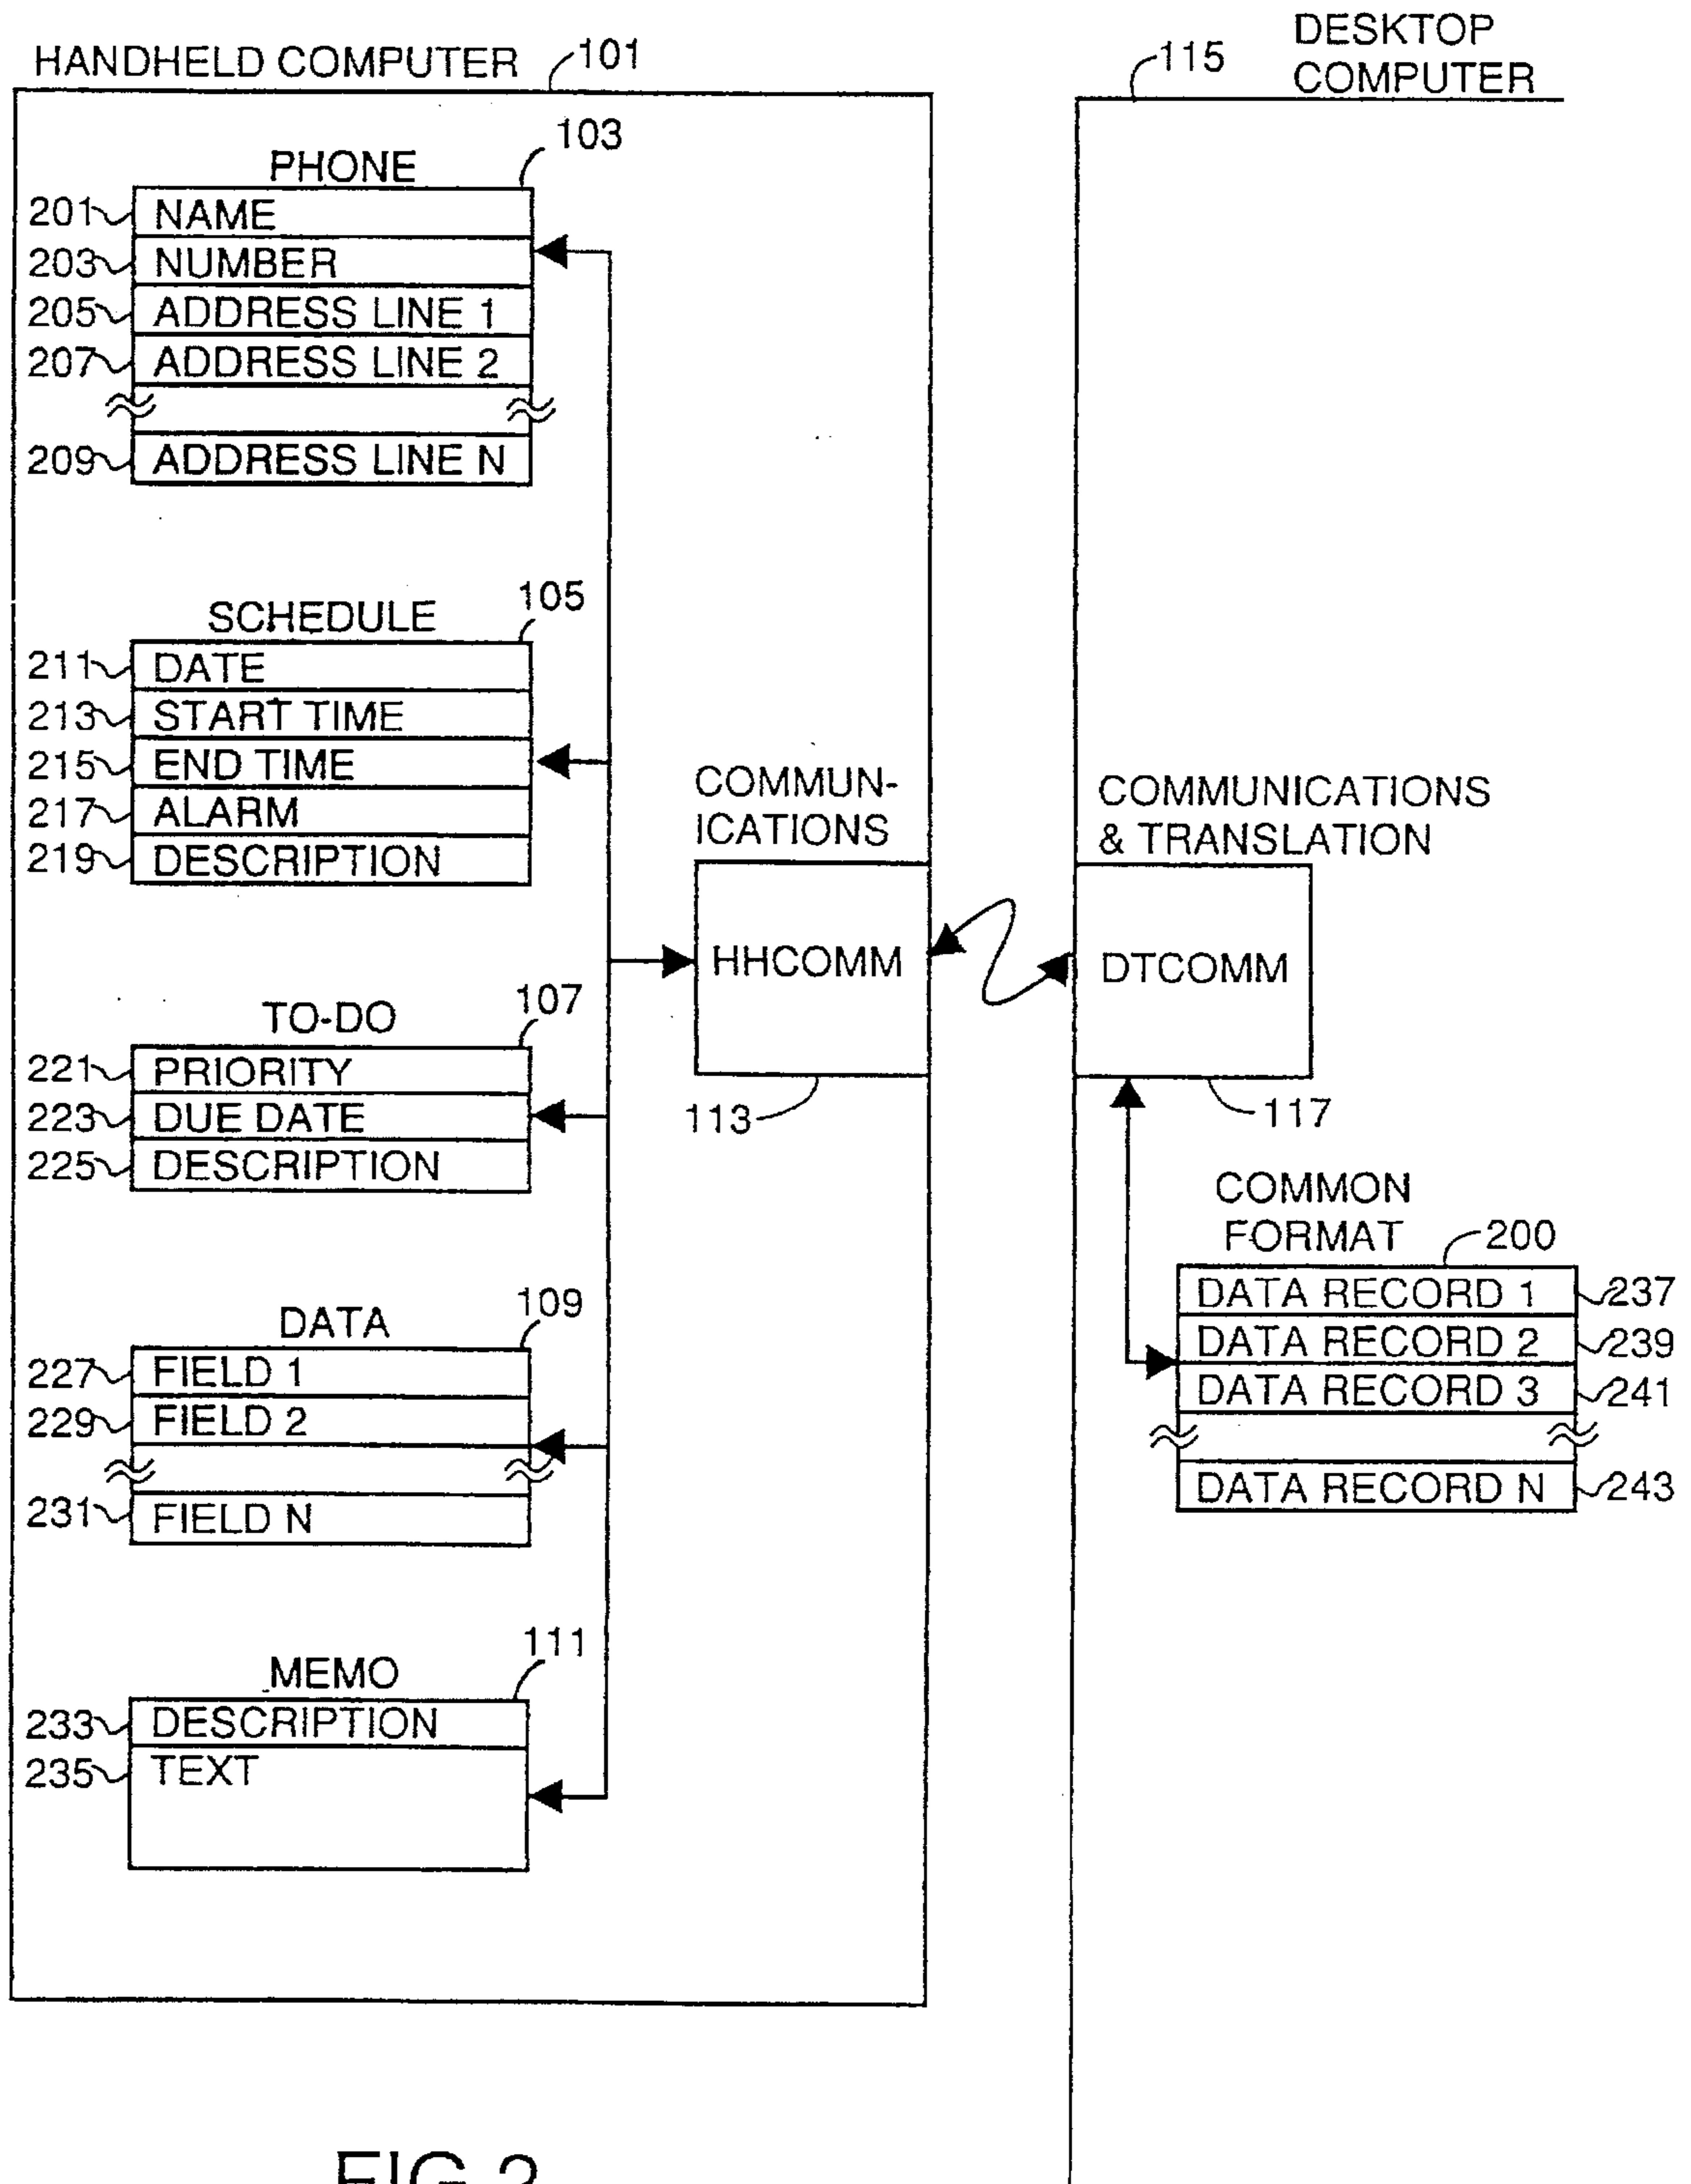 HANDHELD COMPUTER
101
PHONE
103
201 NAME
203 NUMBER
205 ADDRESS LINE 1
207 ADDRESS LINE 2
209 ADDRESS LINE N
SCHEDULE
105
211 DATE
213 START TIME
215 END TIME
217 ALARM
219 DESCRIPTION
TO-DO
107
221 PRIORITY
223 DUE DATE
225 DESCRIPTION
DATA
109
227 FIELD 1
229 FIELD 2
231 FIELD N
MEMO
111
233 DESCRIPTION
235 TEXT
COMMUN-
ICATIONS
HHCOMM
113
115
DESKTOP
COMPUTER
COMMUNICATIONS
& TRANSLATION
DTCOMM
117
COMMON
FORMAT
200
DATA RECORD 1 237
DATA RECORD 2 239
DATA RECORD 3 241
DATA RECORD N 243
FIG. 2